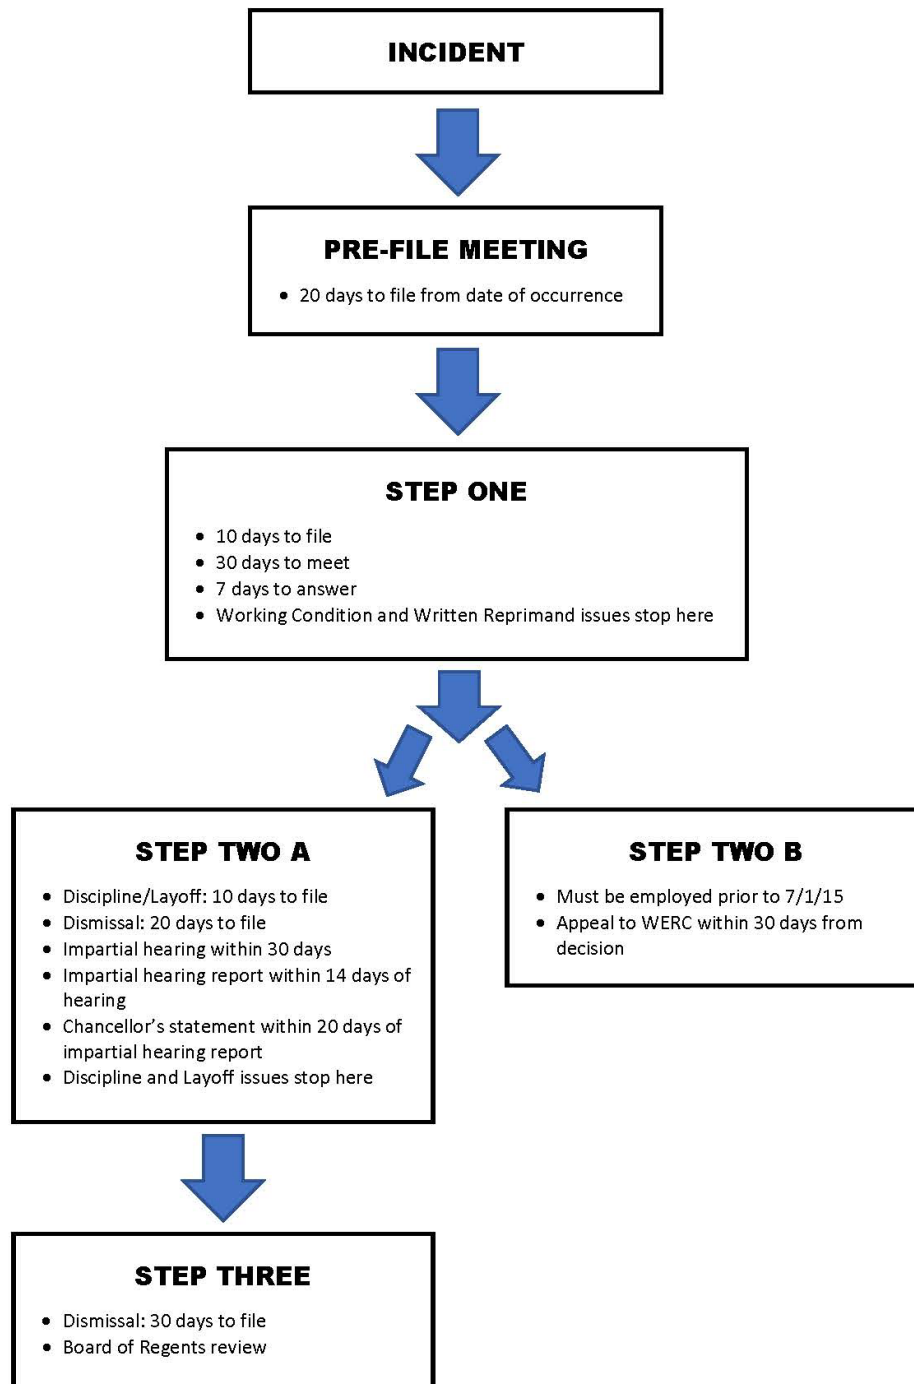 INCIDENT
PRE-FILE MEETING
• 20 days to file from date of occurrence
STEP ONE
• 10 days to file
• 30 days to meet
• 7 days to answer
• Working Condition and Written Reprimand issues stop here
STEP TWO A
• Discipline/Layoff: 10 days to file
• Dismissal: 20 days to file
• Impartial hearing within 30 days
• Impartial hearing report within 14 days of
hearing
• Chancellor’s statement within 20 days of
impartial hearing report
• Discipline and Layoff issues stop here
STEP TWO B
• Must be employed prior to 7/1/15
• Appeal to WERC within 30 days from
decision
STEP THREE
• Dismissal: 30 days to file
• Board of Regents review